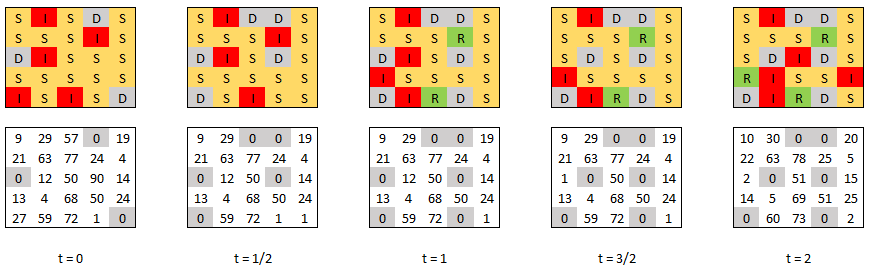 S I S D S
S S S I S
D I S S S
S S S S S
I S I S D
9 29 57 0 19
21 63 77 24 4
0 12 50 90 14
13 4 68 50 24
27 59 72 1 0
t = 0
S I D D S
S S S I S
D I S D S
S S S S S
D S I S S
9 29 0 0 19
21 63 77 24 4
0 12 50 0 14
13 4 68 50 24
0 59 72 1 1
t = 1/2
S I D D S
S S S R S
D I S D S
I S S S S
D I R D S
9 29 0 0 19
21 63 77 24 4
0 12 50 0 14
13 4 68 50 24
0 59 72 0 1
t = 1
S I D D S
S S S R S
S D S D S
I S S S S
D I R D S
9 29 0 0 19
21 63 77 24 4
1 0 50 0 14
13 4 68 50 24
0 59 72 0 1
t = 3/2
S I D D S
S S S R S
S D I D S
R I S S I
D I R D S
10 30 0 0 20
22 63 78 25 5
2 0 51 0 15
14 5 69 51 25
0 60 73 0 2
t = 2